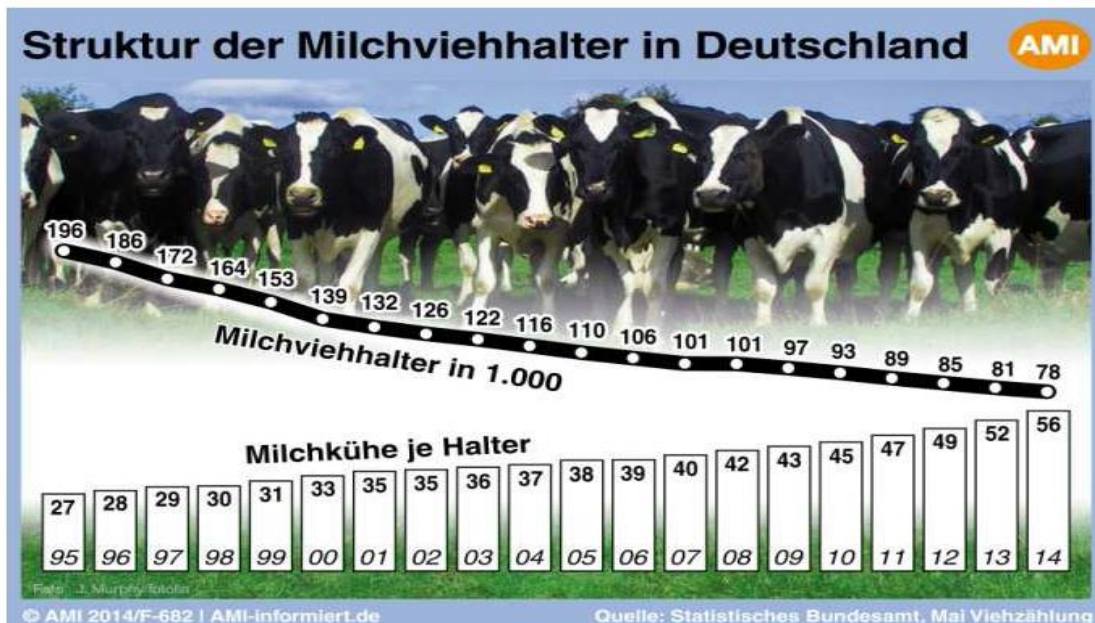 Struktur der Milchviehhalter in Deutschland
AMI
196 186 172 164 153 139 132 126 122 116 110 106 101 101 97 93 89 85 81 78
Milchviehhalter in 1.000
Milchkühe je Halter
27 28 29 30 31 33 35 35 36 37 38 39 40 42 43 45 47 49 52 56
95 96 97 98 99 00 01 02 03 04 05 06 07 08 09 10 11 12 13 14
Foto: J. Murphy/fotolia
© AMI 2014/F-682 | AMI-informiert.de
Quelle: Statistisches Bundesamt, Mai Viehzählung